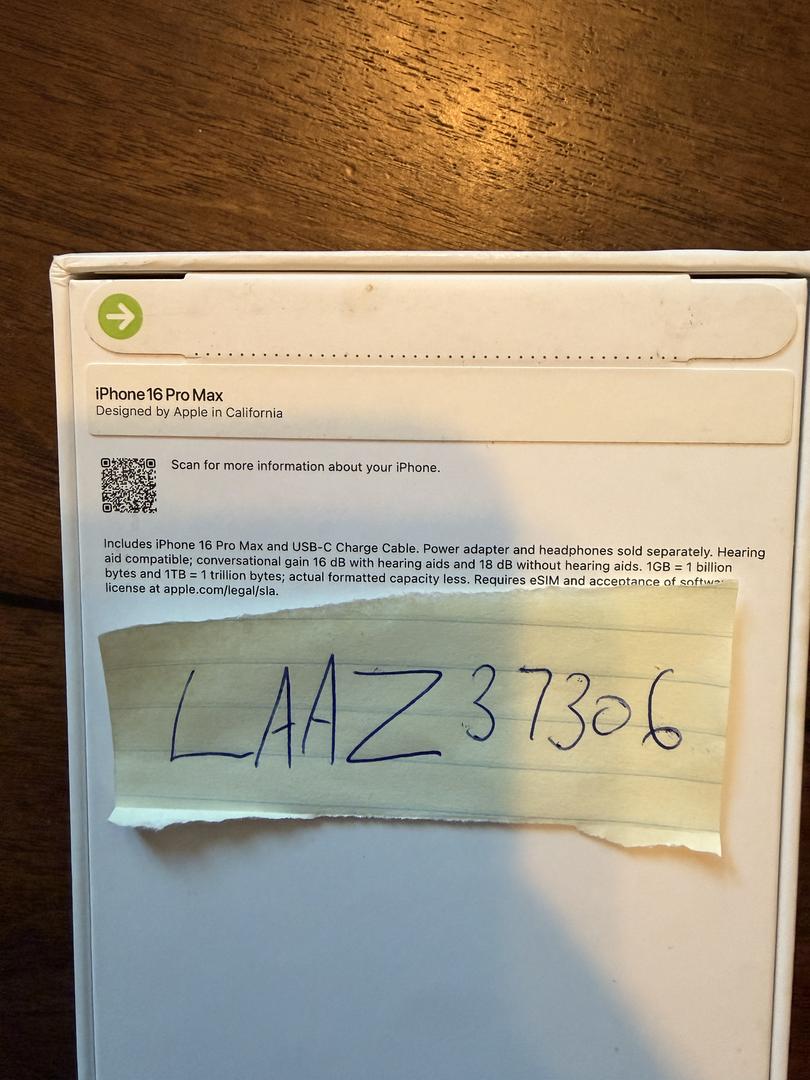 iPhone 16 Pro Max
Designed by Apple in California
Scan for more information about your iPhone.
Includes iPhone 16 Pro Max and USB-C Charge Cable. Power adapter and headphones sold separately. Hearing
aid compatible; conversational gain 16 dB with hearing aids and 18 dB without hearing aids. 1GB = 1 billion
bytes and 1TB = 1 trillion bytes; actual formatted capacity less. Requires eSIM and acceptance of
license at apple.com/legal/sla.
LAAZ37306